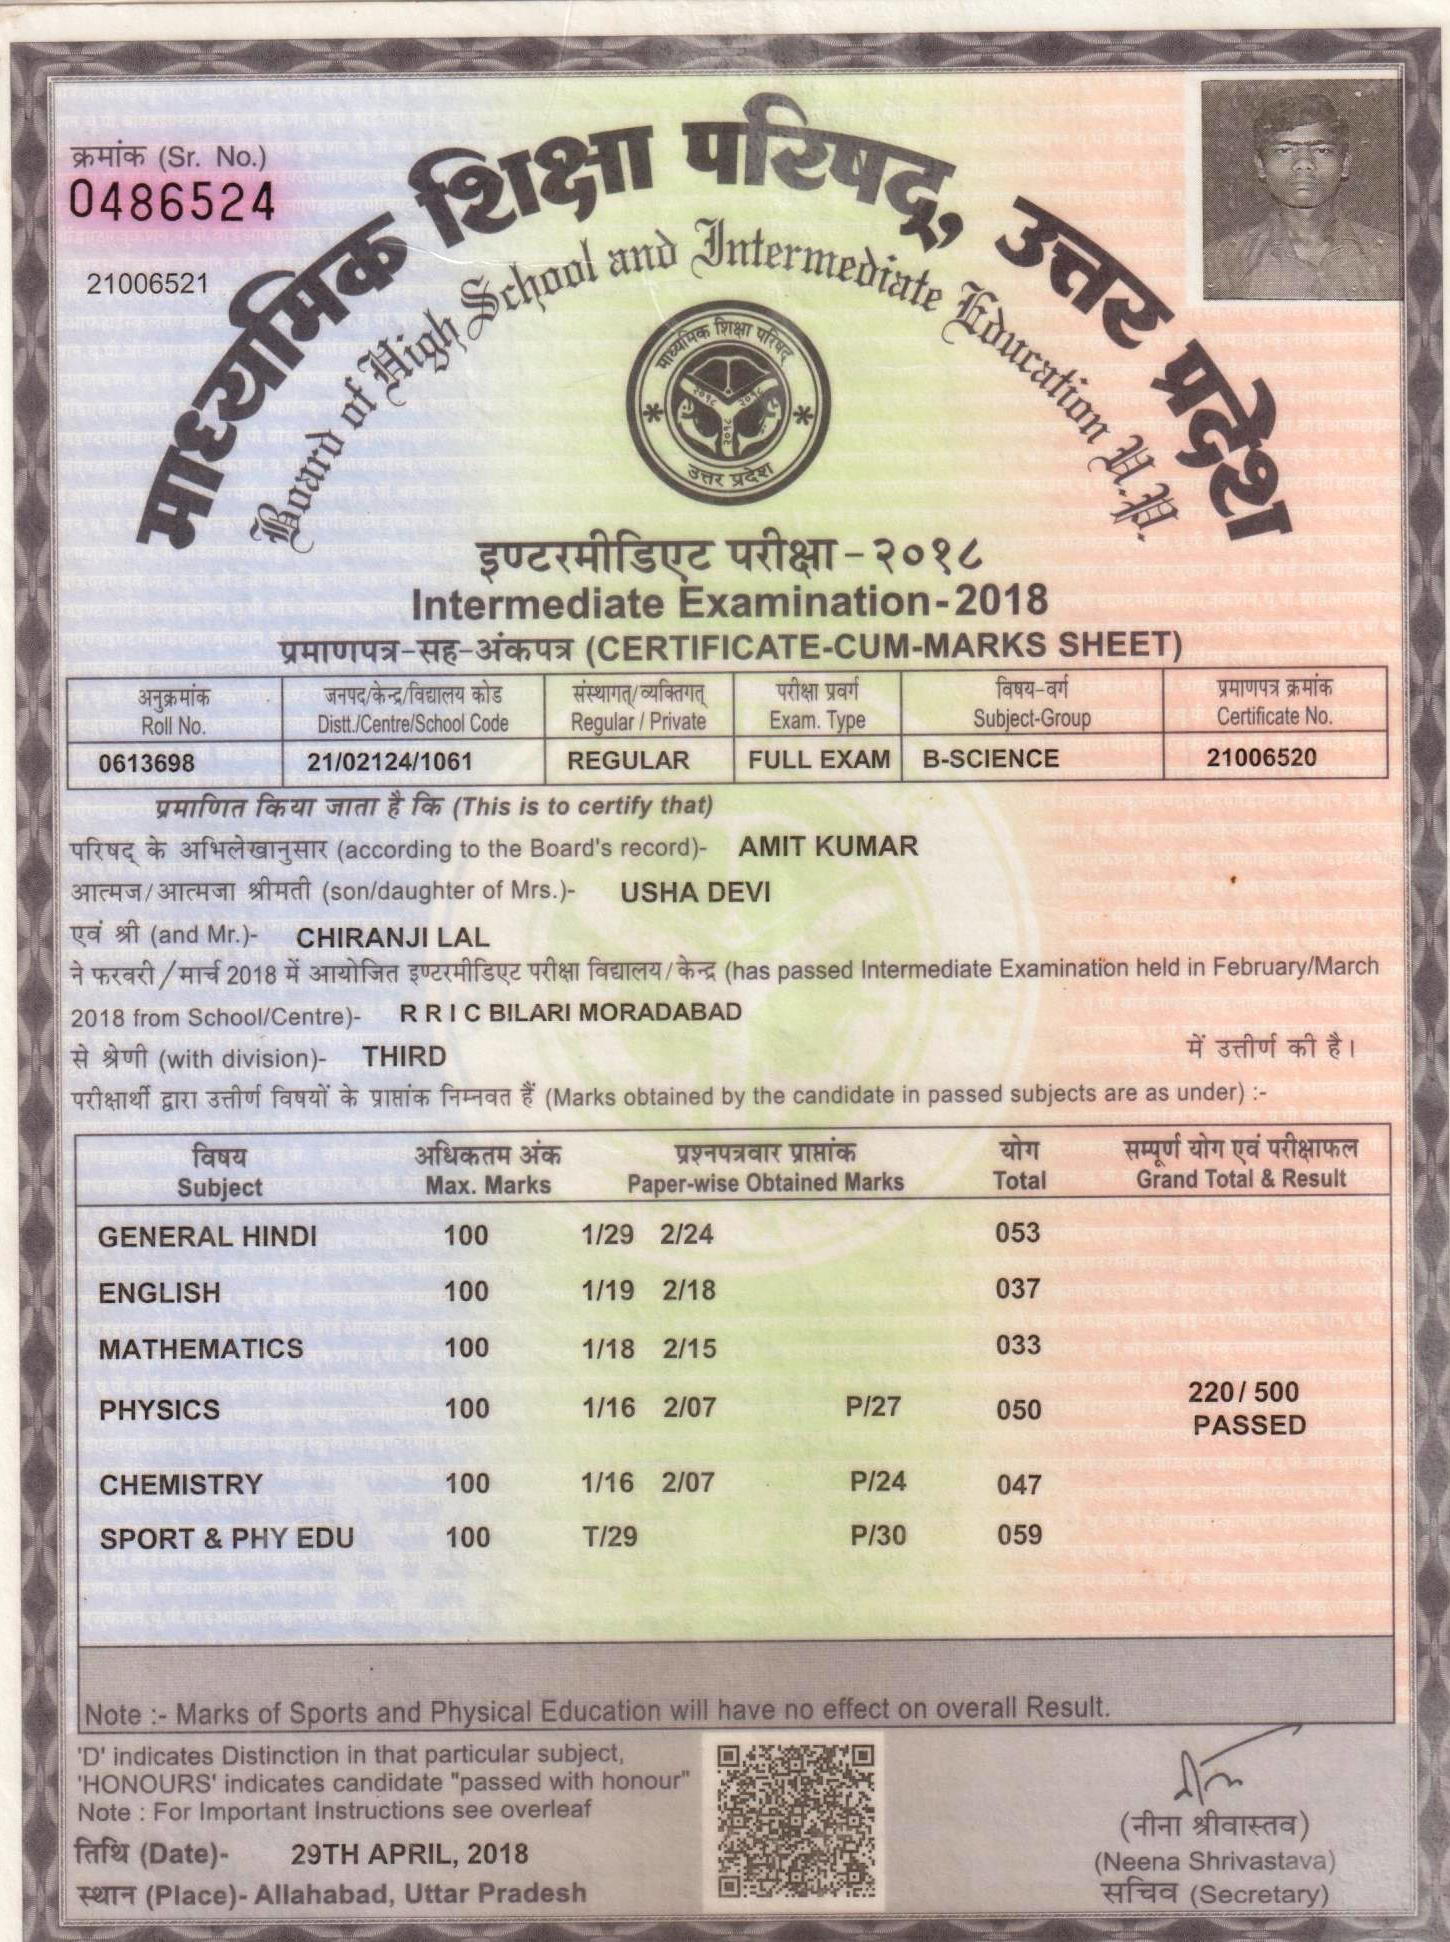 क्रमांक (Sr. No.)
0486524
21006521
माध्यमिक शिक्षा परिषद्, उत्तर प्रदेश
Board of High School and Intermediate Education U.P.
माध्यमिक शिक्षा परिषद्
२०१८ २०१८
२०१८
उत्तर प्रदेश
इण्टरमीडिएट परीक्षा - २०१८
Intermediate Examination - 2018
प्रमाणपत्र-सह-अंकपत्र (CERTIFICATE-CUM-MARKS SHEET)
अनुक्रमांक जनपद/केन्द्र/विद्यालय कोड संस्थागत्/व्यक्तिगत् परीक्षा प्रवर्ग विषय-वर्ग प्रमाणपत्र क्रमांक
Roll No. Distt./Centre/School Code Regular / Private Exam. Type Subject-Group Certificate No.
0613698 21/02124/1061 REGULAR FULL EXAM B-SCIENCE 21006520
प्रमाणित किया जाता है कि (This is to certify that)
परिषद् के अभिलेखानुसार (according to the Board's record)- AMIT KUMAR
आत्मज/आत्मजा श्रीमती (son/daughter of Mrs.)- USHA DEVI
एवं श्री (and Mr.)- CHIRANJI LAL
ने फरवरी/मार्च 2018 में आयोजित इण्टरमीडिएट परीक्षा विद्यालय/केन्द्र (has passed Intermediate Examination held in February/March
2018 from School/Centre)- R R I C BILARI MORADABAD
से श्रेणी (with division)- THIRD में उत्तीर्ण की है।
परीक्षार्थी द्वारा उत्तीर्ण विषयों के प्राप्तांक निम्नवत हैं (Marks obtained by the candidate in passed subjects are as under) :-
विषय अधिकतम अंक प्रश्नपत्रवार प्राप्तांक योग सम्पूर्ण योग एवं परीक्षाफल
Subject Max. Marks Paper-wise Obtained Marks Total Grand Total & Result
GENERAL HINDI 100 1/29 2/24 053
ENGLISH 100 1/19 2/18 037
MATHEMATICS 100 1/18 2/15 033
PHYSICS 100 1/16 2/07 P/27 050 220/ 500
PASSED
CHEMISTRY 100 1/16 2/07 P/24 047
SPORT & PHY EDU 100 T/29 P/30 059
Note :- Marks of Sports and Physical Education will have no effect on overall Result.
'D' indicates Distinction in that particular subject,
'HONOURS' indicates candidate "passed with honour"
Note : For Important Instructions see overleaf
तिथि (Date)- 29TH APRIL, 2018
स्थान (Place)- Allahabad, Uttar Pradesh
(नीना श्रीवास्तव)
(Neena Shrivastava)
सचिव (Secretary)